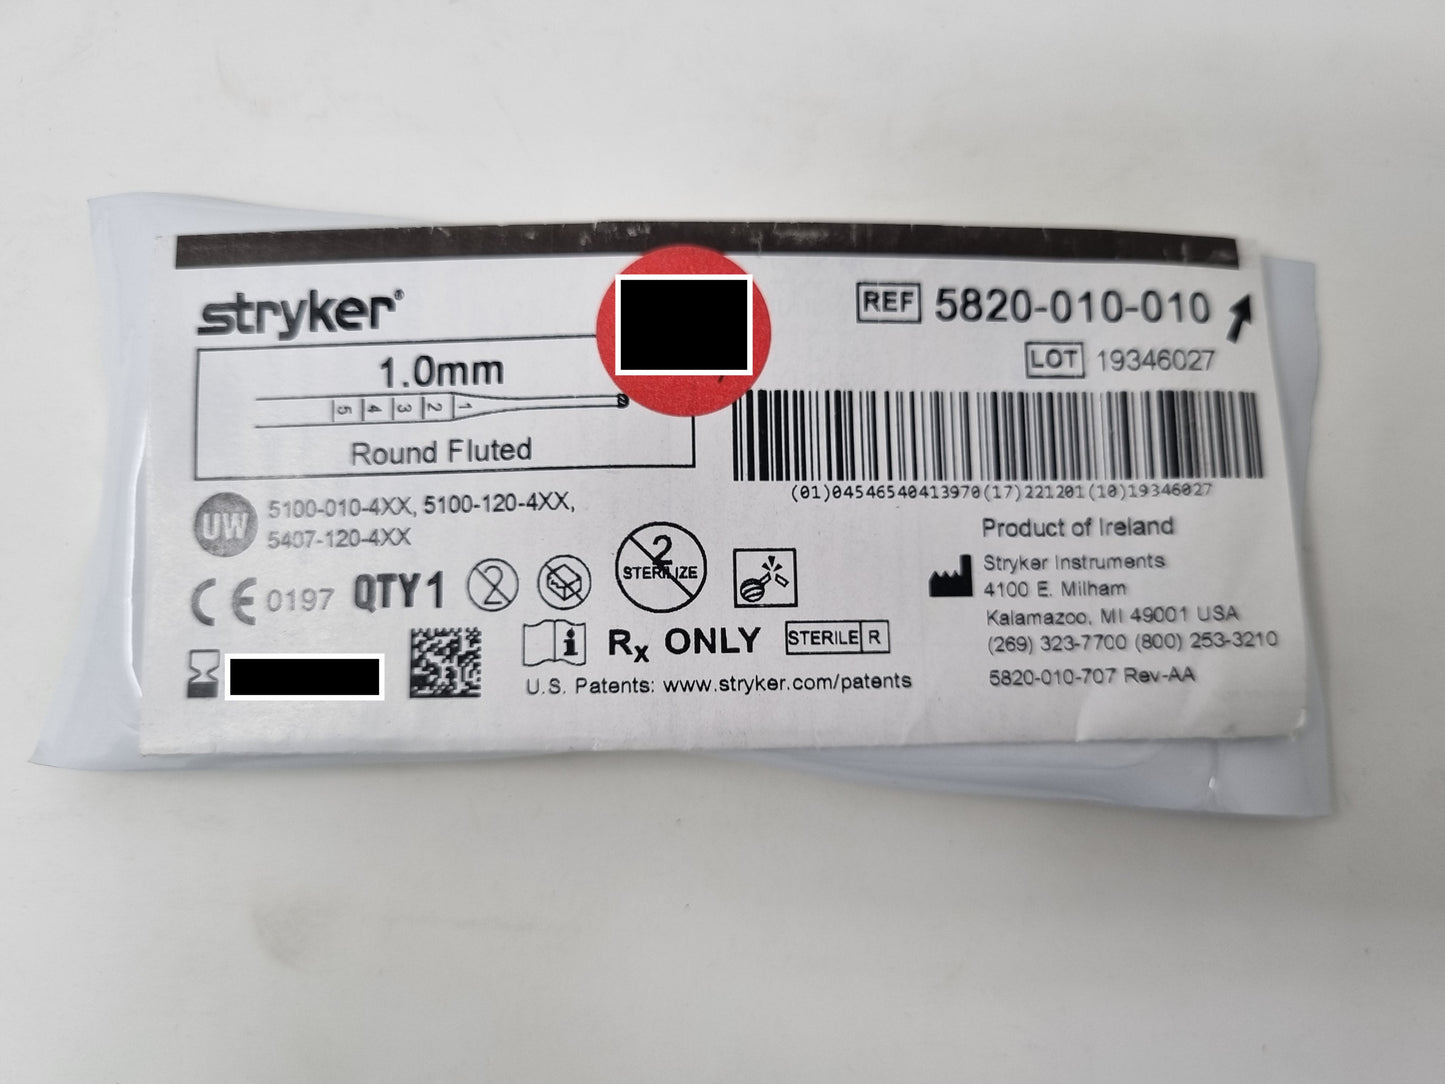 stryker®
REF 5820-010-010
LOT 19346027
1.0mm
5 4 3 2 1
Round Fluted
(01)04546540413970(17)221201(10)19346027
UW 5100-010-4XX, 5100-120-4XX,
5407-120-4XX
CE 0197 QTY 1
2
2
STERILIZE
Product of Ireland
Stryker Instruments
4100 E. Milham
Kalamazoo, MI 49001 USA
(269) 323-7700 (800) 253-3210
5820-010-707 Rev-AA
i Rx ONLY STERILE R
U.S. Patents: www.stryker.com/patents